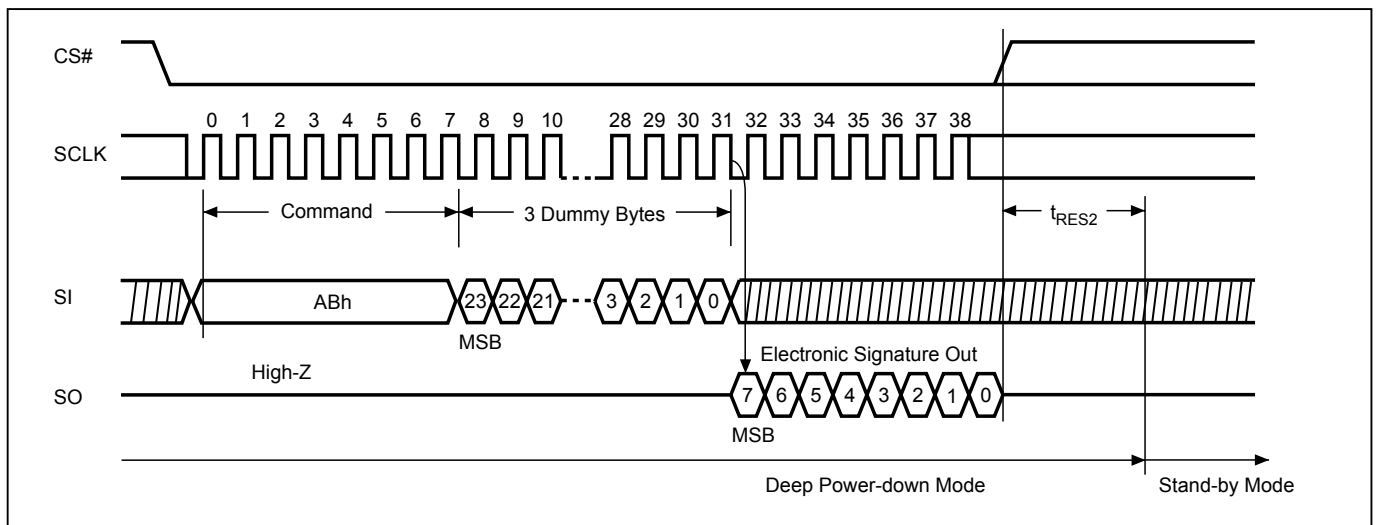 CS#
0 1 2 3 4 5 6 7 8 9 10 28 29 30 31 32 33 34 35 36 37 38
SCLK
Command 3 Dummy Bytes tRES2
SI ABh 23 22 21 3 2 1 0
MSB
Electronic Signature Out
High-Z
SO 7 6 5 4 3 2 1 0
MSB
Deep Power-down Mode Stand-by Mode